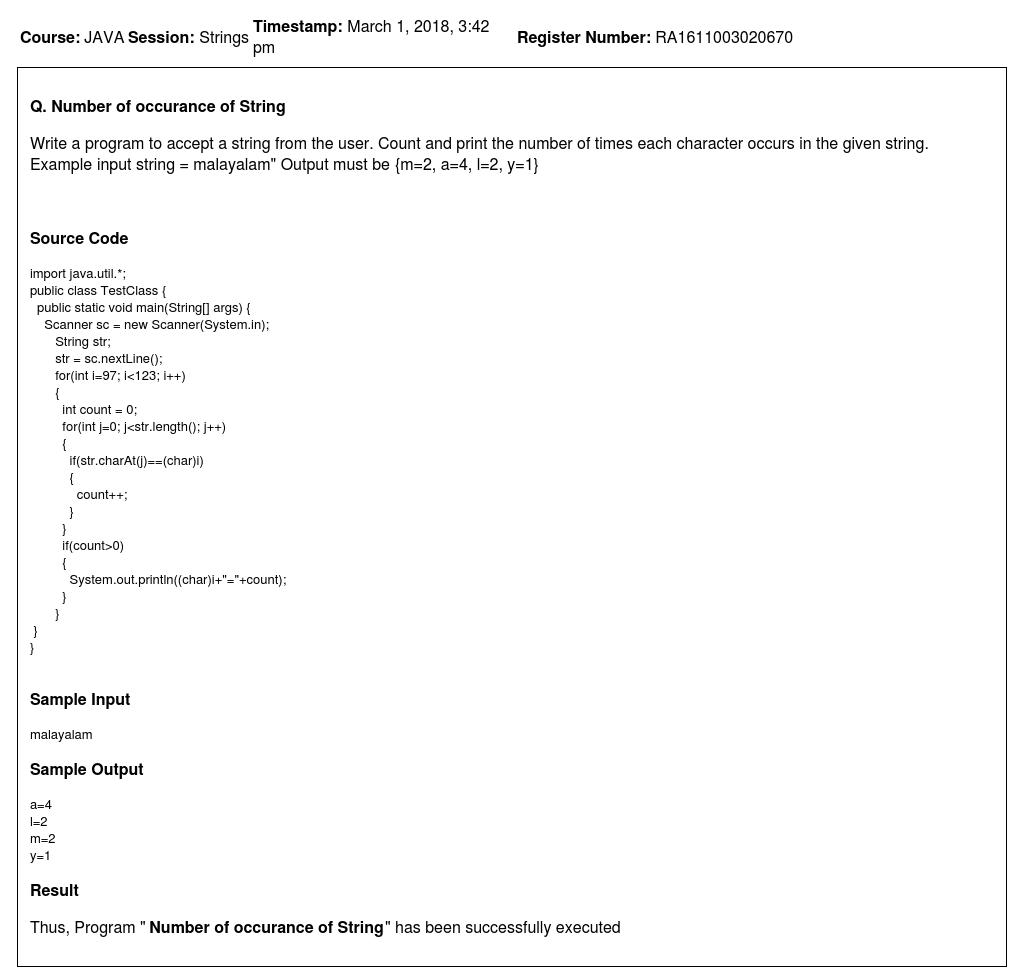 Course: JAVA Session: Strings Timestamp: March 1, 2018, 3:42 pm Register Number: RA1611003020670
Q. Number of occurance of String
Write a program to accept a string from the user. Count and print the number of times each character occurs in the given string.
Example input string = malayalam" Output must be {m=2, a=4, l=2, y=1}
Source Code
import java.util.*;
public class TestClass {
  public static void main(String[] args) {
    Scanner sc = new Scanner(System.in);
       String str;
       str = sc.nextLine();
       for(int i=97; i<123; i++)
       {
         int count = 0;
         for(int j=0; j<str.length(); j++)
         {
           if(str.charAt(j)==(char)i)
           {
             count++;
           }
         }
         if(count>0)
         {
           System.out.println((char)i+"="+count);
         }
       }
 }
}
Sample Input
malayalam
Sample Output
a=4
l=2
m=2
y=1
Result
Thus, Program " Number of occurance of String" has been successfully executed